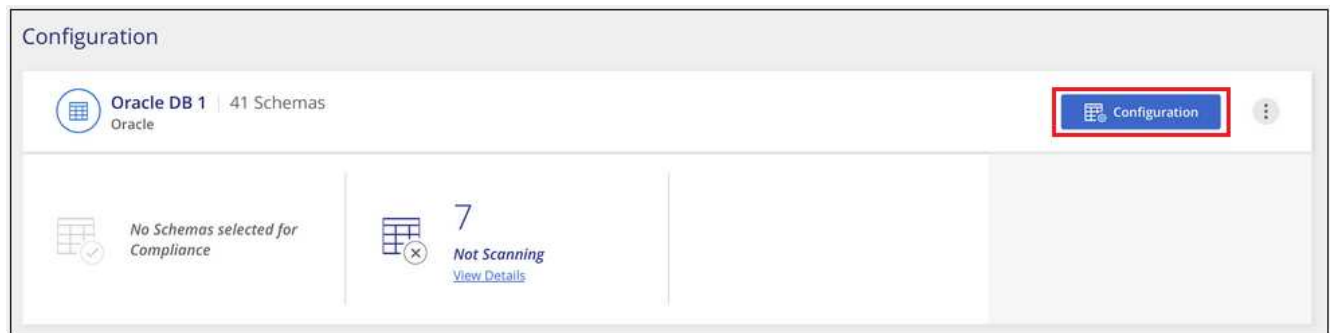 Configuration
Oracle DB 1 | 41 Schemas
Oracle
Configuration
No Schemas selected for
Compliance
7
Not Scanning
View Details